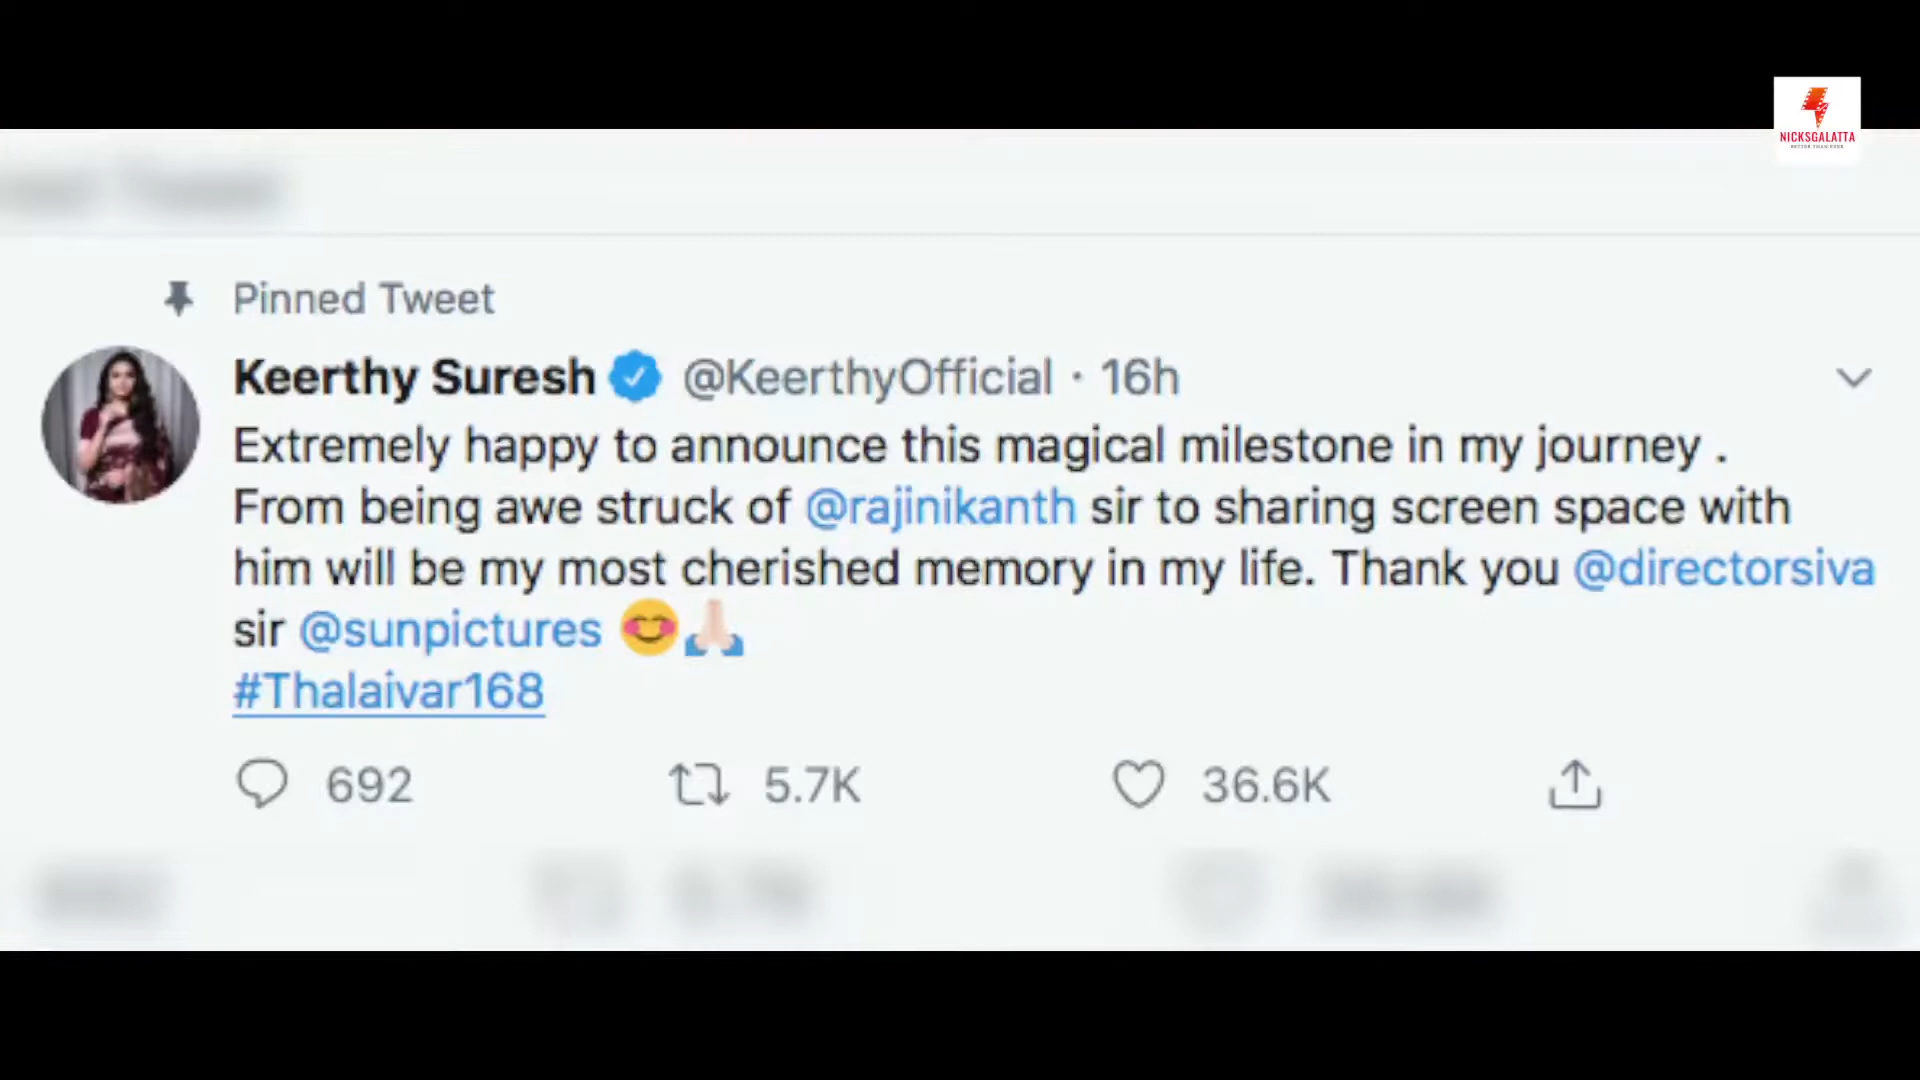 NICKSGALATTA
Pinned Tweet
Keerthy Suresh @KeerthyOfficial · 16h
Extremely happy to announce this magical milestone in my journey .
From being awe struck of @rajinikanth sir to sharing screen space with
him will be my most cherished memory in my life. Thank you @directorsiva
sir @sunpictures 😊🙏🏻
#Thalaivar168
692 5.7K 36.6K